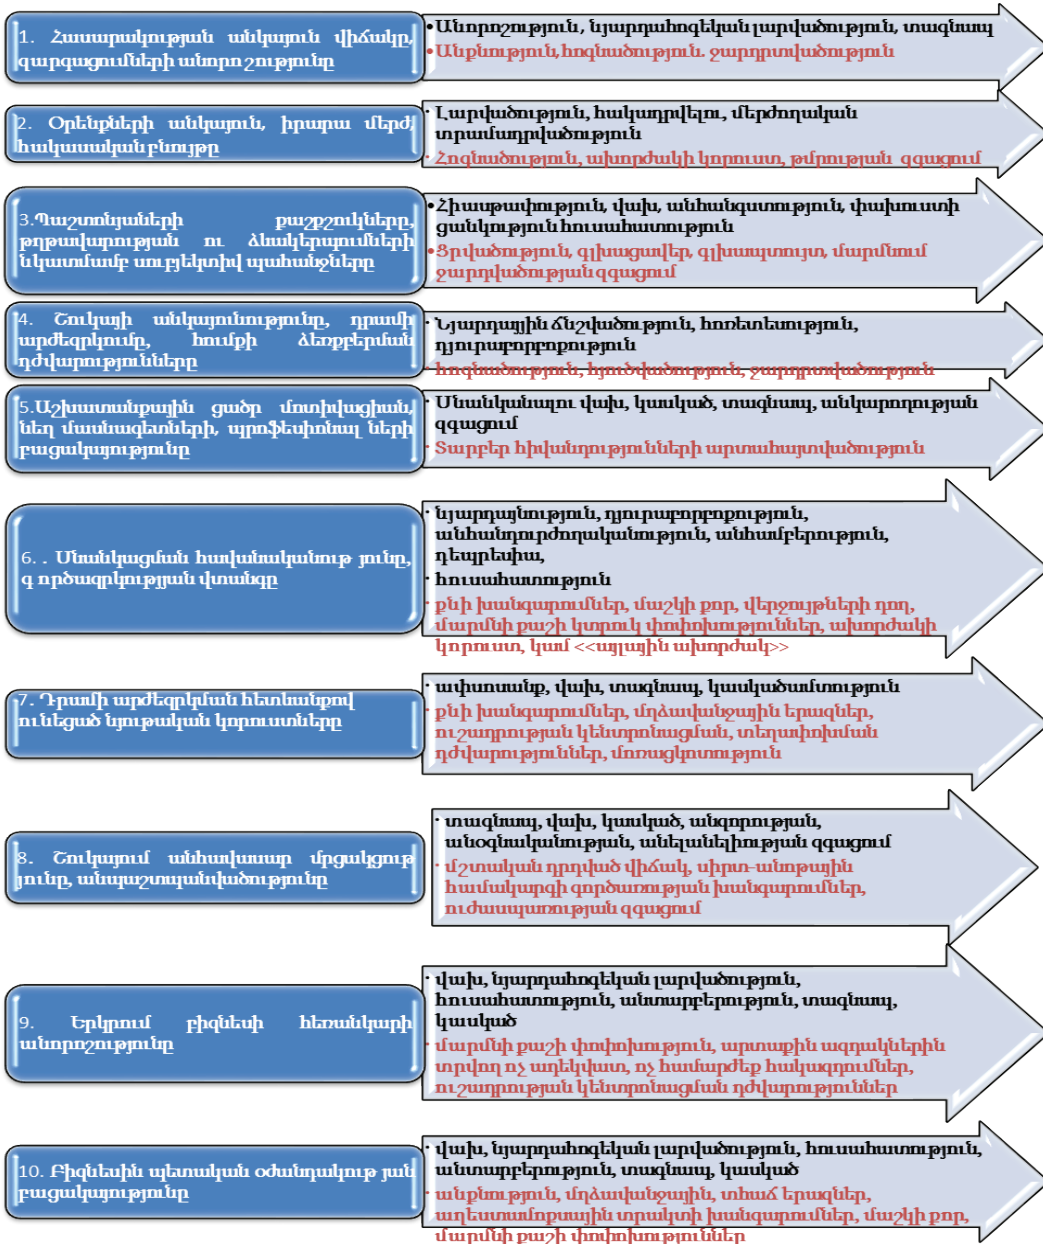 1. Հասարակության անկայուն վիճակը,
զարգացումների անորո շությունը
•Անորոշություն, նյարդահոգեկան լարվածություն, տագնապ
•Անքնություն, հոգնածություն. ջարդրտվածություն
2. Օրենքների անկայուն, իրարա մերժ,
հակասական բնույթը
· Լարվածություն, հակադրվելու, մերժողական
տրամադրվածություն
· Հոգնածություն, ախորժակի կորուստ, թմրության զգացում
3.Պաշտոնյաների քաշքշուկները,
թղթավարության ու ձևակերպումների
նկատմամբ սուբյեկտիվ պահանջները
•Հիասթափություն, վախ, անհանգստություն, փախուստի
ցանկություն հուսահատություն
•Ցրվածություն, գլխացավեր, գլխապտույտ, մարմնում
ջարդվածության զգացում
4. Շուկայի անկայունությունը, դրամի
արժեզրկումը, հումքի ձեռքբերման
դժվարությունները
· Նյարդային ճնշվածություն, հոռետեսություն,
դյուրաբորբոքություն
· հոգնածություն, հյուծվածություն, ջարդրտվածություն
5.Աշխատանքային ցածր մոտիվացիան,
նեղ մասնագետների, պրոֆեսիոնալ ների
բացակայությունը
· Սնանկանալու վախ, կասկած, տագնապ, անկարողության
զգացում
· Տարբեր հիվանդությունների արտահայտվածություն
6. . Սնանկացման հավանականութ յունը,
գ ործազրկությյան վտանգը
· նյարդայնություն, դյուրաբորբոքություն,
անհանդուրժողականություն, անհամբերություն,
դեպրեսիա,
· հուսահատություն
· քնի խանգարումներ, մաշկի քոր, վերջույթների դող,
մարմնի քաշի կտրուկ փոփոխություններ, ախորժակի
կորուստ, կամ <<այլային ախորժակ>>
7. Դրամի արժեզրկման հետևանքով
ունեցած նյութական կորուստները
· ափսոսանք, վախ, տագնապ, կասկածամտություն
· քնի խանգարումներ, մղձավանջային երազներ,
ուշադրության կենտրոնացման, տեղափոխման
դժվարություններ, մոռացկոտություն
8. Շուկայում անհավասար մրցակցութ
յունը, անպաշտպանվածությունը
· տագնապ, վախ, կասկած, անզորության,
անօգնականության, անելանելիության զգացում
· մշտական դրդված վիճակ, սիրտ-անոթային
համակարգի գործառության խանգարումներ,
ուժասպառության զգացում
9. Երկրում բիզնեսի հեռանկարի
անորոշությունը
· վախ, նյարդահոգեկան լարվածություն,
հուսահատություն, անտարբերություն, տագնապ,
կասկած
· մարմնի քաշի փոփոխություն, արտաքին ազդակներին
տրվող ոչ ադեկվատ, ոչ համարժեք հակազդումներ,
ուշադրության կենտրոնացման դժվարություններ
10. Բիզնեսին պետական օժանդակութ յան
բացակայությունը
· վախ, նյարդահոգեկան լարվածություն, հուսահատություն,
անտարբերություն, տագնապ, կասկած
· անքնություն, մղձավանջային, տհաճ երազներ,
աղեստամոքսային տրակտի խանգարումներ, մաշկի քոր,
մարմնի քաշի փոփոխություններ